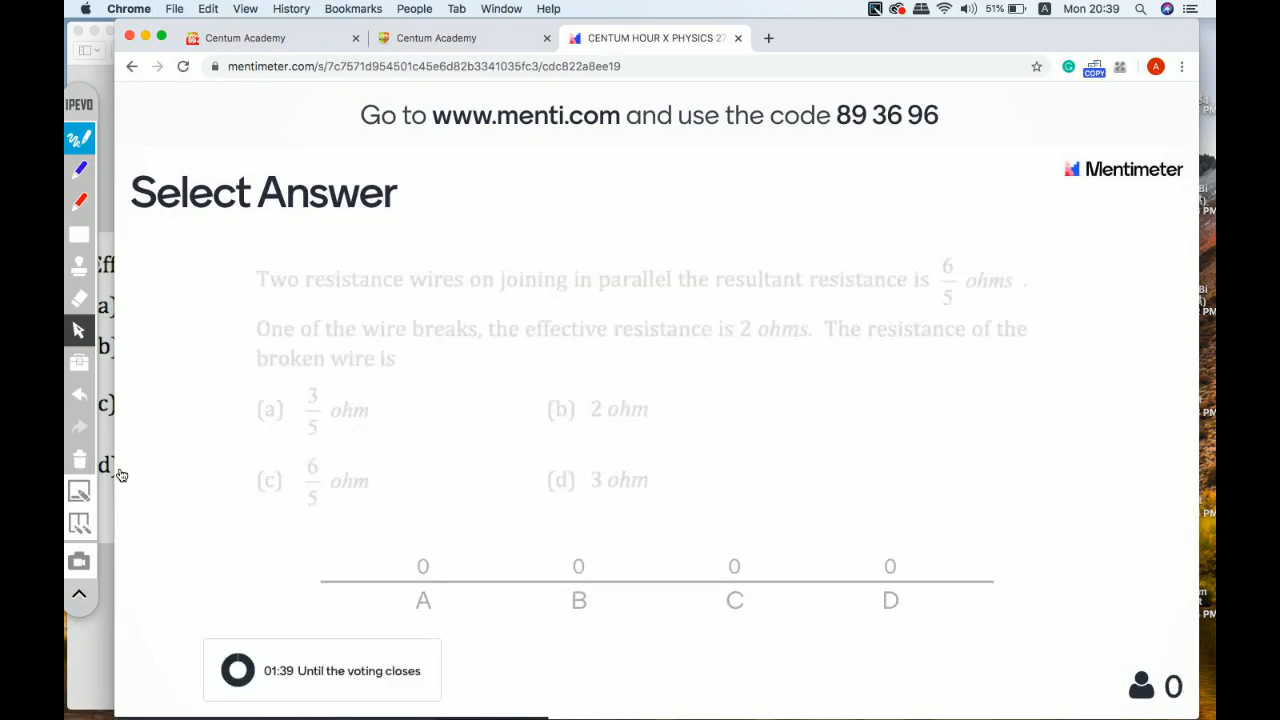 Chrome File Edit View History Bookmarks People Tab Window Help 51% A Mon 20:39
Centum Academy × Centum Academy × CENTUM HOUR X PHYSICS 27 × +
mentimeter.com/s/7c7571d954501c45e6d82b3341035fc3/cdc822a8ee19 COPY A
IPEVO
Go to www.menti.com and use the code 89 36 96
Mentimeter
Select Answer
Two resistance wires on joining in parallel the resultant resistance is 6/5 ohms .
One of the wire breaks, the effective resistance is 2 ohms. The resistance of the
broken wire is
(a) 3/5 ohm (b) 2 ohm
(c) 6/5 ohm (d) 3 ohm
a)
b)
c)
d)
0 0 0 0
A B C D
01:39 Until the voting closes
0